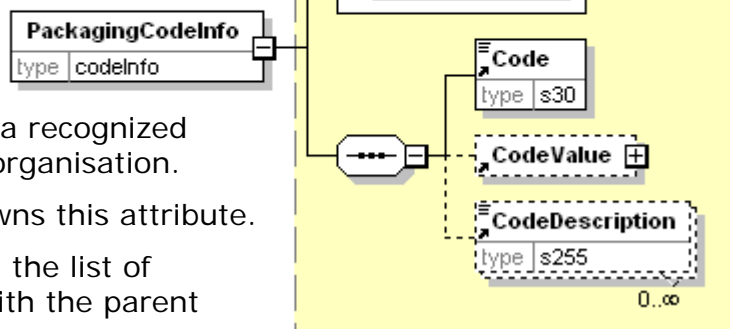 PackagingCodeInfo
type codeInfo
a recognized
organisation.
wns this attribute.
the list of
ith the parent
Code
type s30
CodeValue
CodeDescription
type s255
0..∞